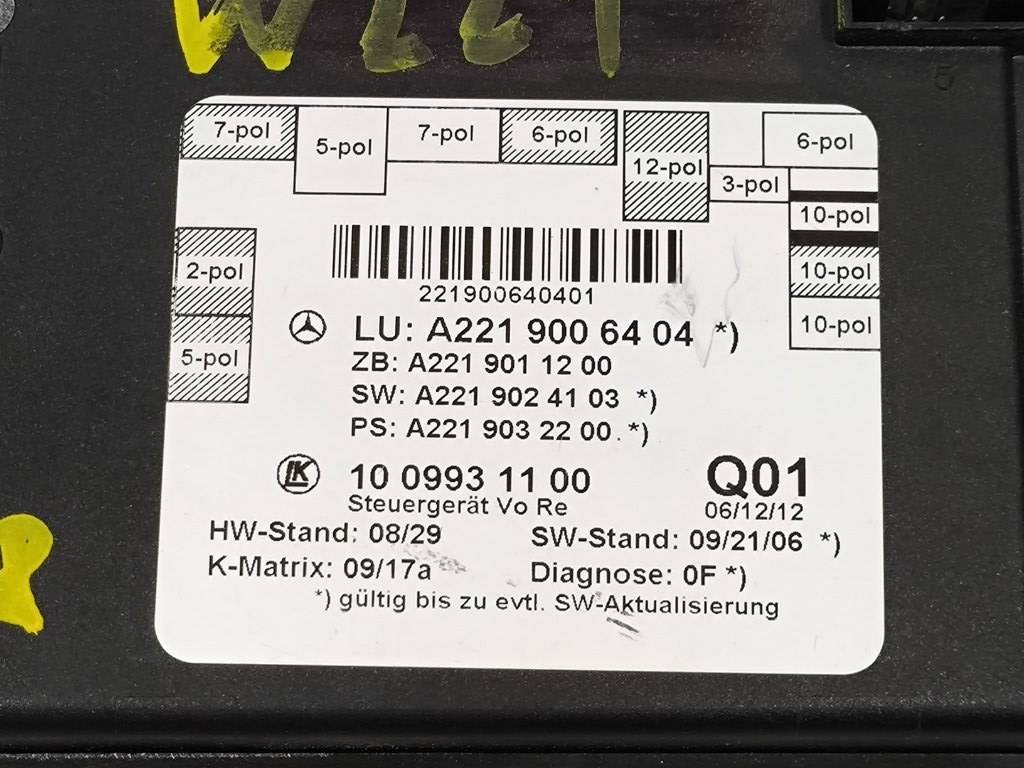 W221
5
7-pol
5-pol
7-pol
6-pol
12-pol
3-pol
6-pol
10-pol
10-pol
10-pol
2-pol
5-pol
221900640401
LU: A221 900 64 04 *)
ZB: A221 901 12 00
SW: A221 902 41 03 *)
PS: A221 903 22 00 . *)
LK 10 0993 11 00 Q01
Steuergerät Vo Re 06/12/12
HW-Stand: 08/29 SW-Stand: 09/21/06 *)
K-Matrix: 09/17a Diagnose: 0F *)
*) gültig bis zu evtl. SW-Aktualisierung